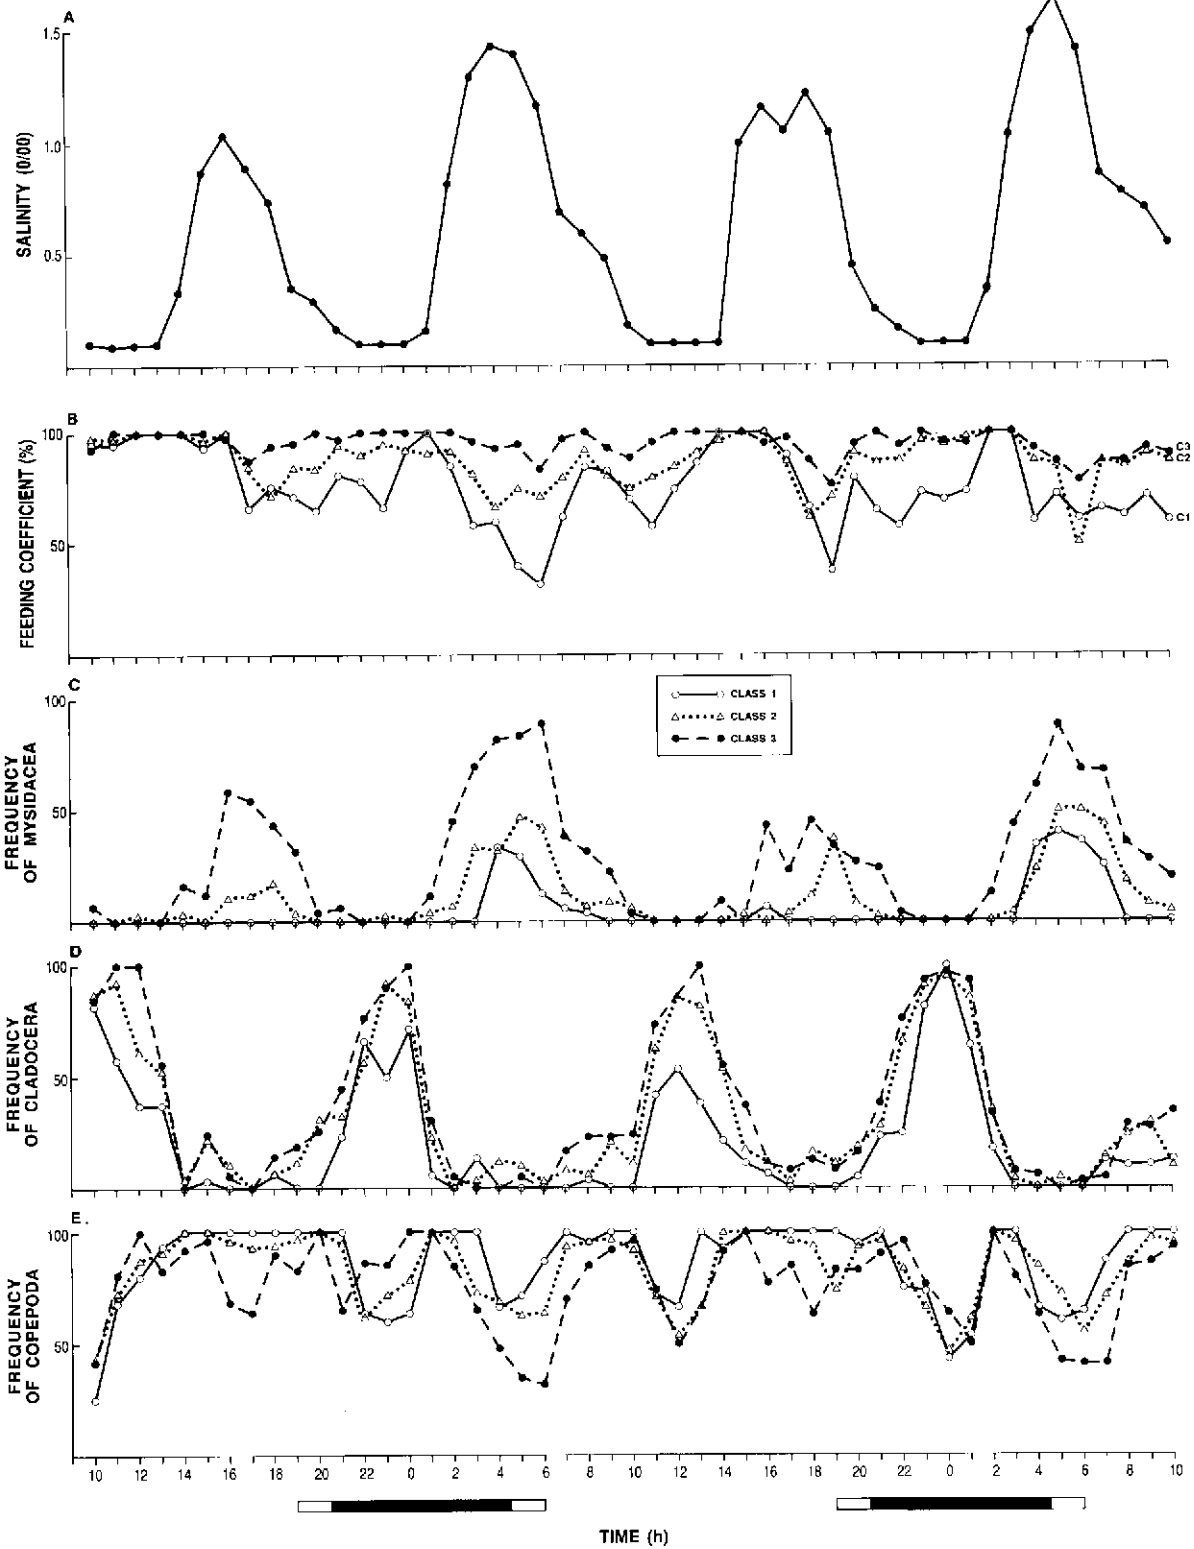 A
1.5
1.0
0.5
SALINITY (0/00)
B
100
50
FEEDING COEFFICIENT (%)
C3
C2
C1
C
100
50
FREQUENCY
OF MYSIDACEA
CLASS 1
CLASS 2
CLASS 3
D
100
50
FREQUENCY
OF CLADOCERA
E.
100
50
FREQUENCY
OF COPEPODA
10 12 14 16 18 20 22 0 2 4 6 8 10 12 14 16 18 20 22 0 2 4 6 8 10
TIME (h)